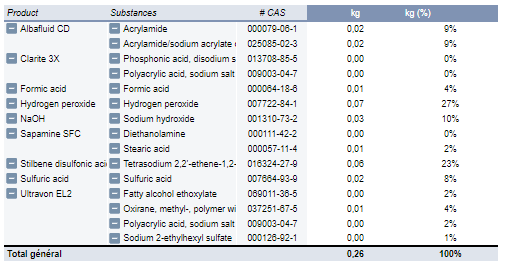 Product Substances # CAS kg kg (%)
Albafluid CD Acrylamide 000079-06-1 0,02 9%
Acrylamide/sodium acrylate 025085-02-3 0,02 9%
Clarite 3X Phosphonic acid, disodium s 013708-85-5 0,00 0%
Polyacrylic acid, sodium salt 009003-04-7 0,00 0%
Formic acid Formic acid 000064-18-6 0,01 4%
Hydrogen peroxide Hydrogen peroxide 007722-84-1 0,07 27%
NaOH Sodium hydroxide 001310-73-2 0,03 10%
Sapamine SFC Diethanolamine 000111-42-2 0,00 0%
Stearic acid 000057-11-4 0,01 2%
Stilbene disulfonic aci Tetrasodium 2,2'-ethene-1,2- 016324-27-9 0,06 23%
Sulfuric acid Sulfuric acid 007664-93-9 0,02 8%
Ultravon EL2 Fatty alcohol ethoxylate 069011-36-5 0,00 2%
Oxirane, methyl-, polymer wi 037251-67-5 0,01 4%
Polyacrylic acid, sodium salt 009003-04-7 0,00 2%
Sodium 2-ethylhexyl sulfate 000126-92-1 0,00 1%
Total général 0,26 100%